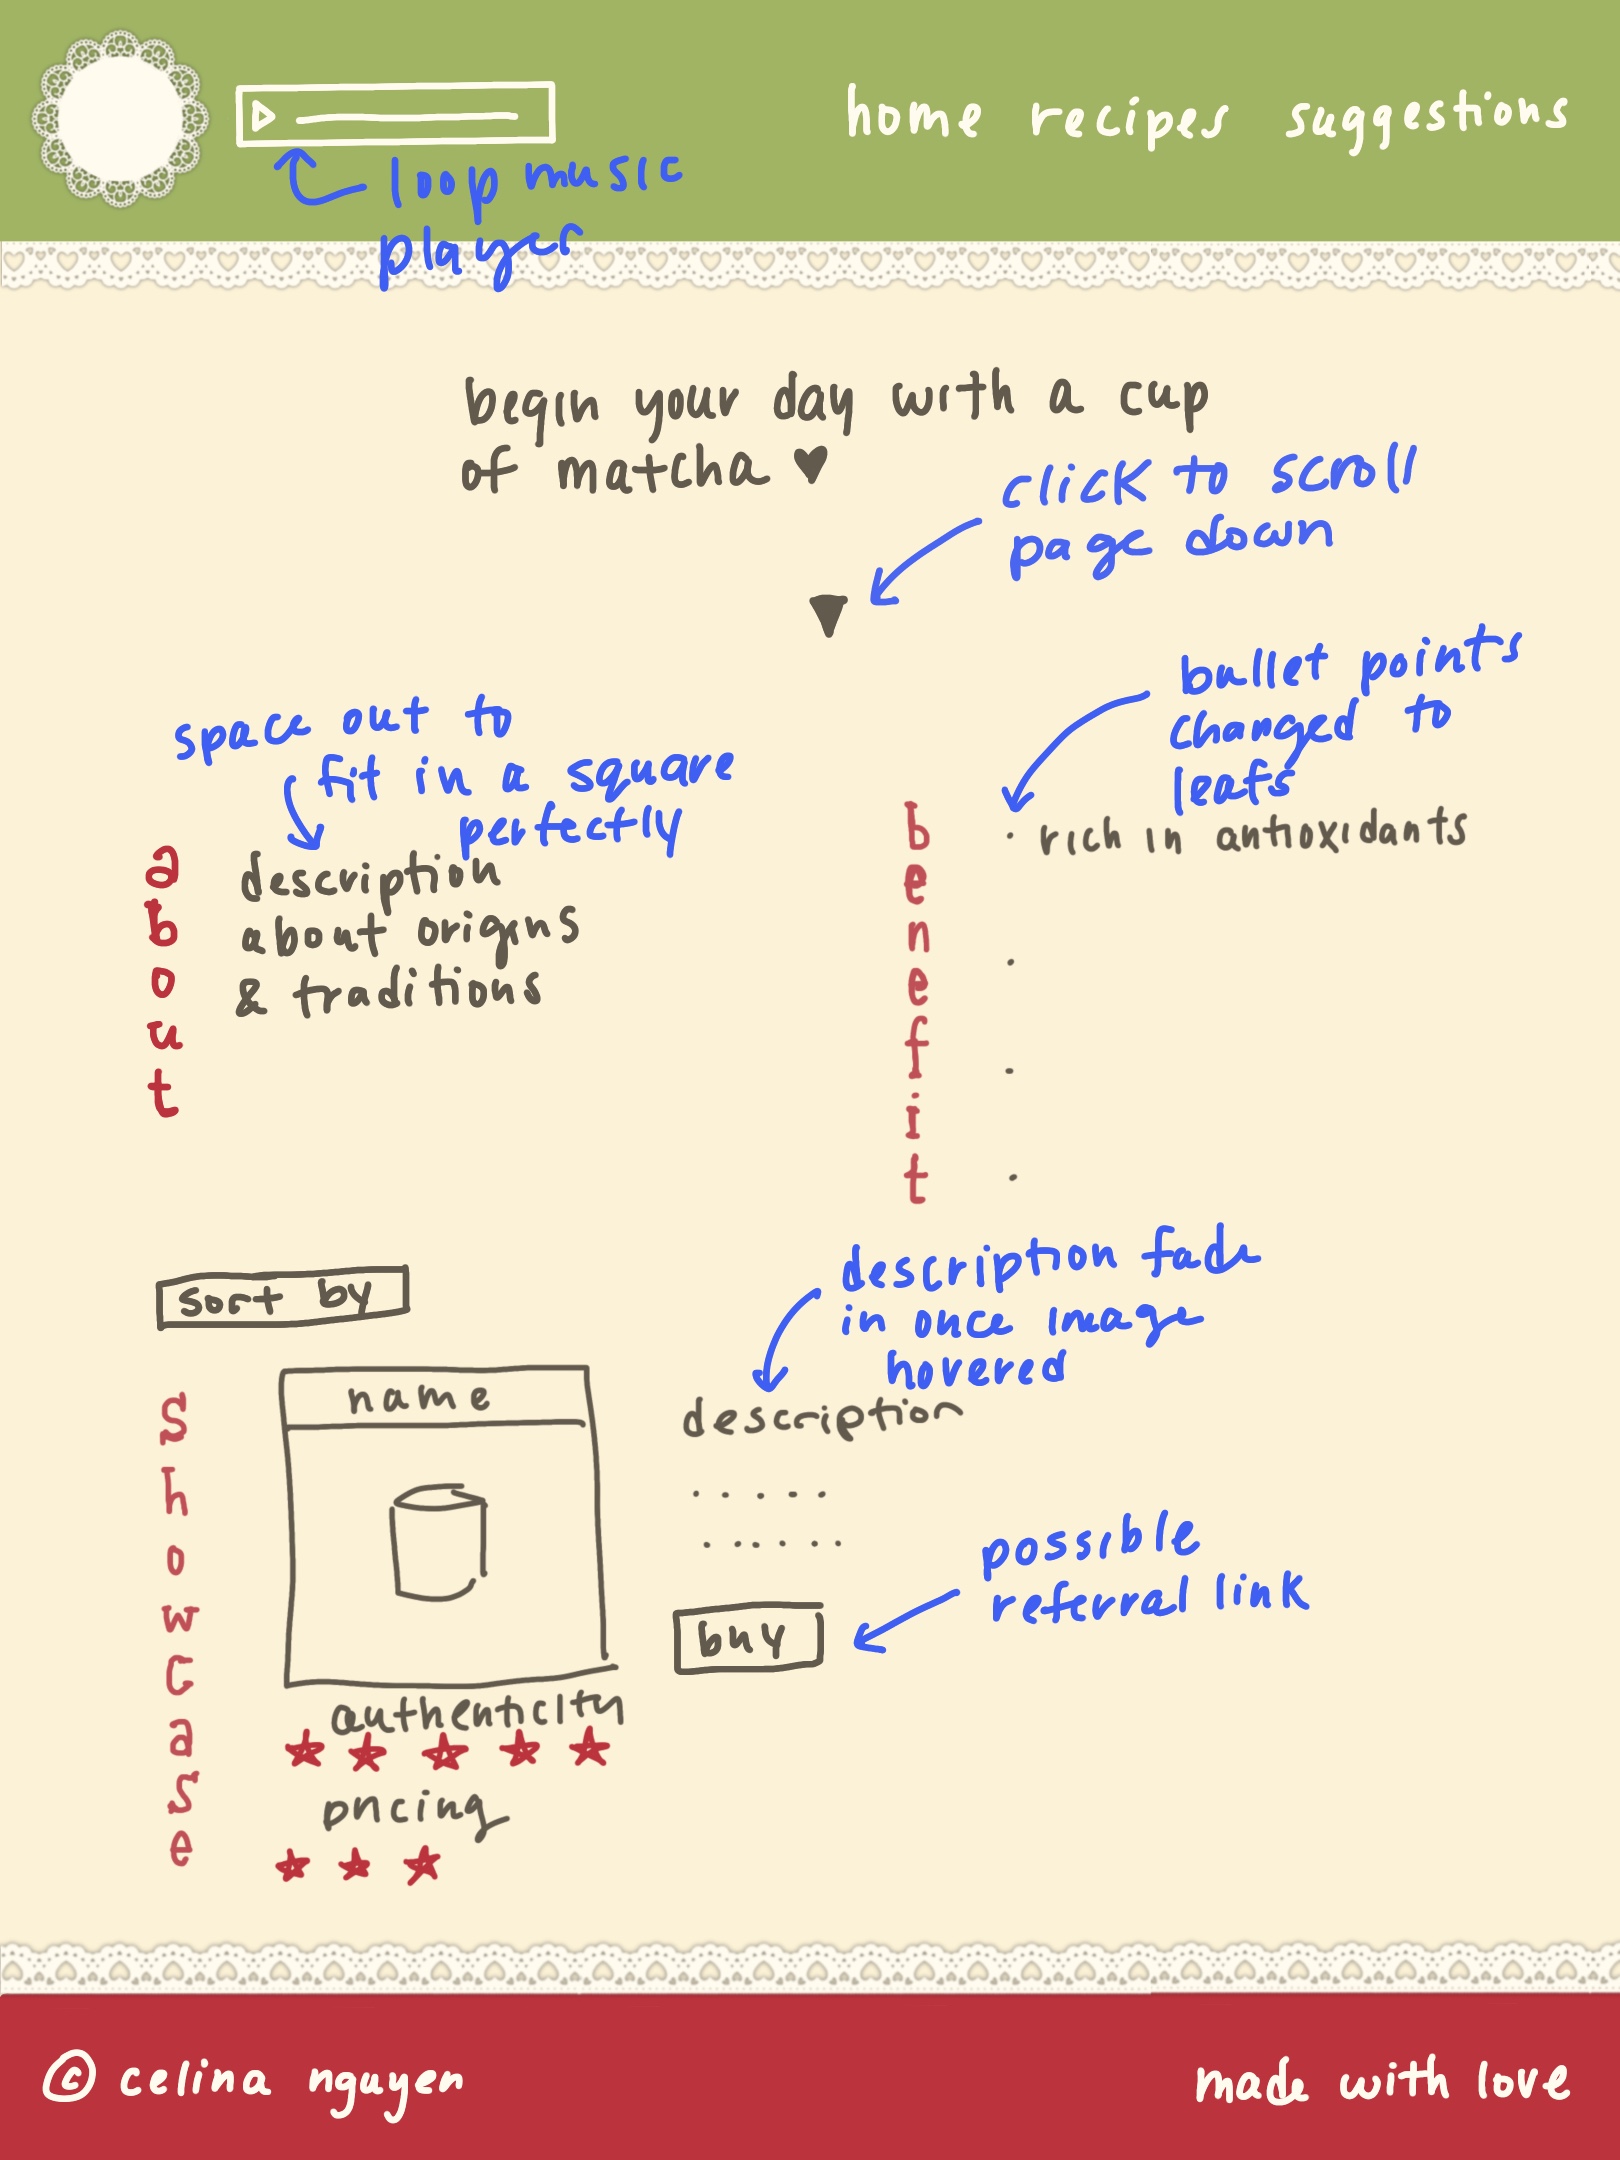 home recipes suggestions
loop music
player
begin your day with a cup
of matcha ♥
click to scroll
page down
bullet points
changed to
leafs
space out to
fit in a square
perfectly
about
description
about origins
& traditions
benefit
· rich in antioxidants
·
·
·
sort by
description fade
in once image
hovered
showcase
name
description
. . . . .
. . . . . .
possible
referral link
buy
authenticity
★ ★ ★ ★ ★
pricing
★ ★ ★
© celina nguyen
made with love